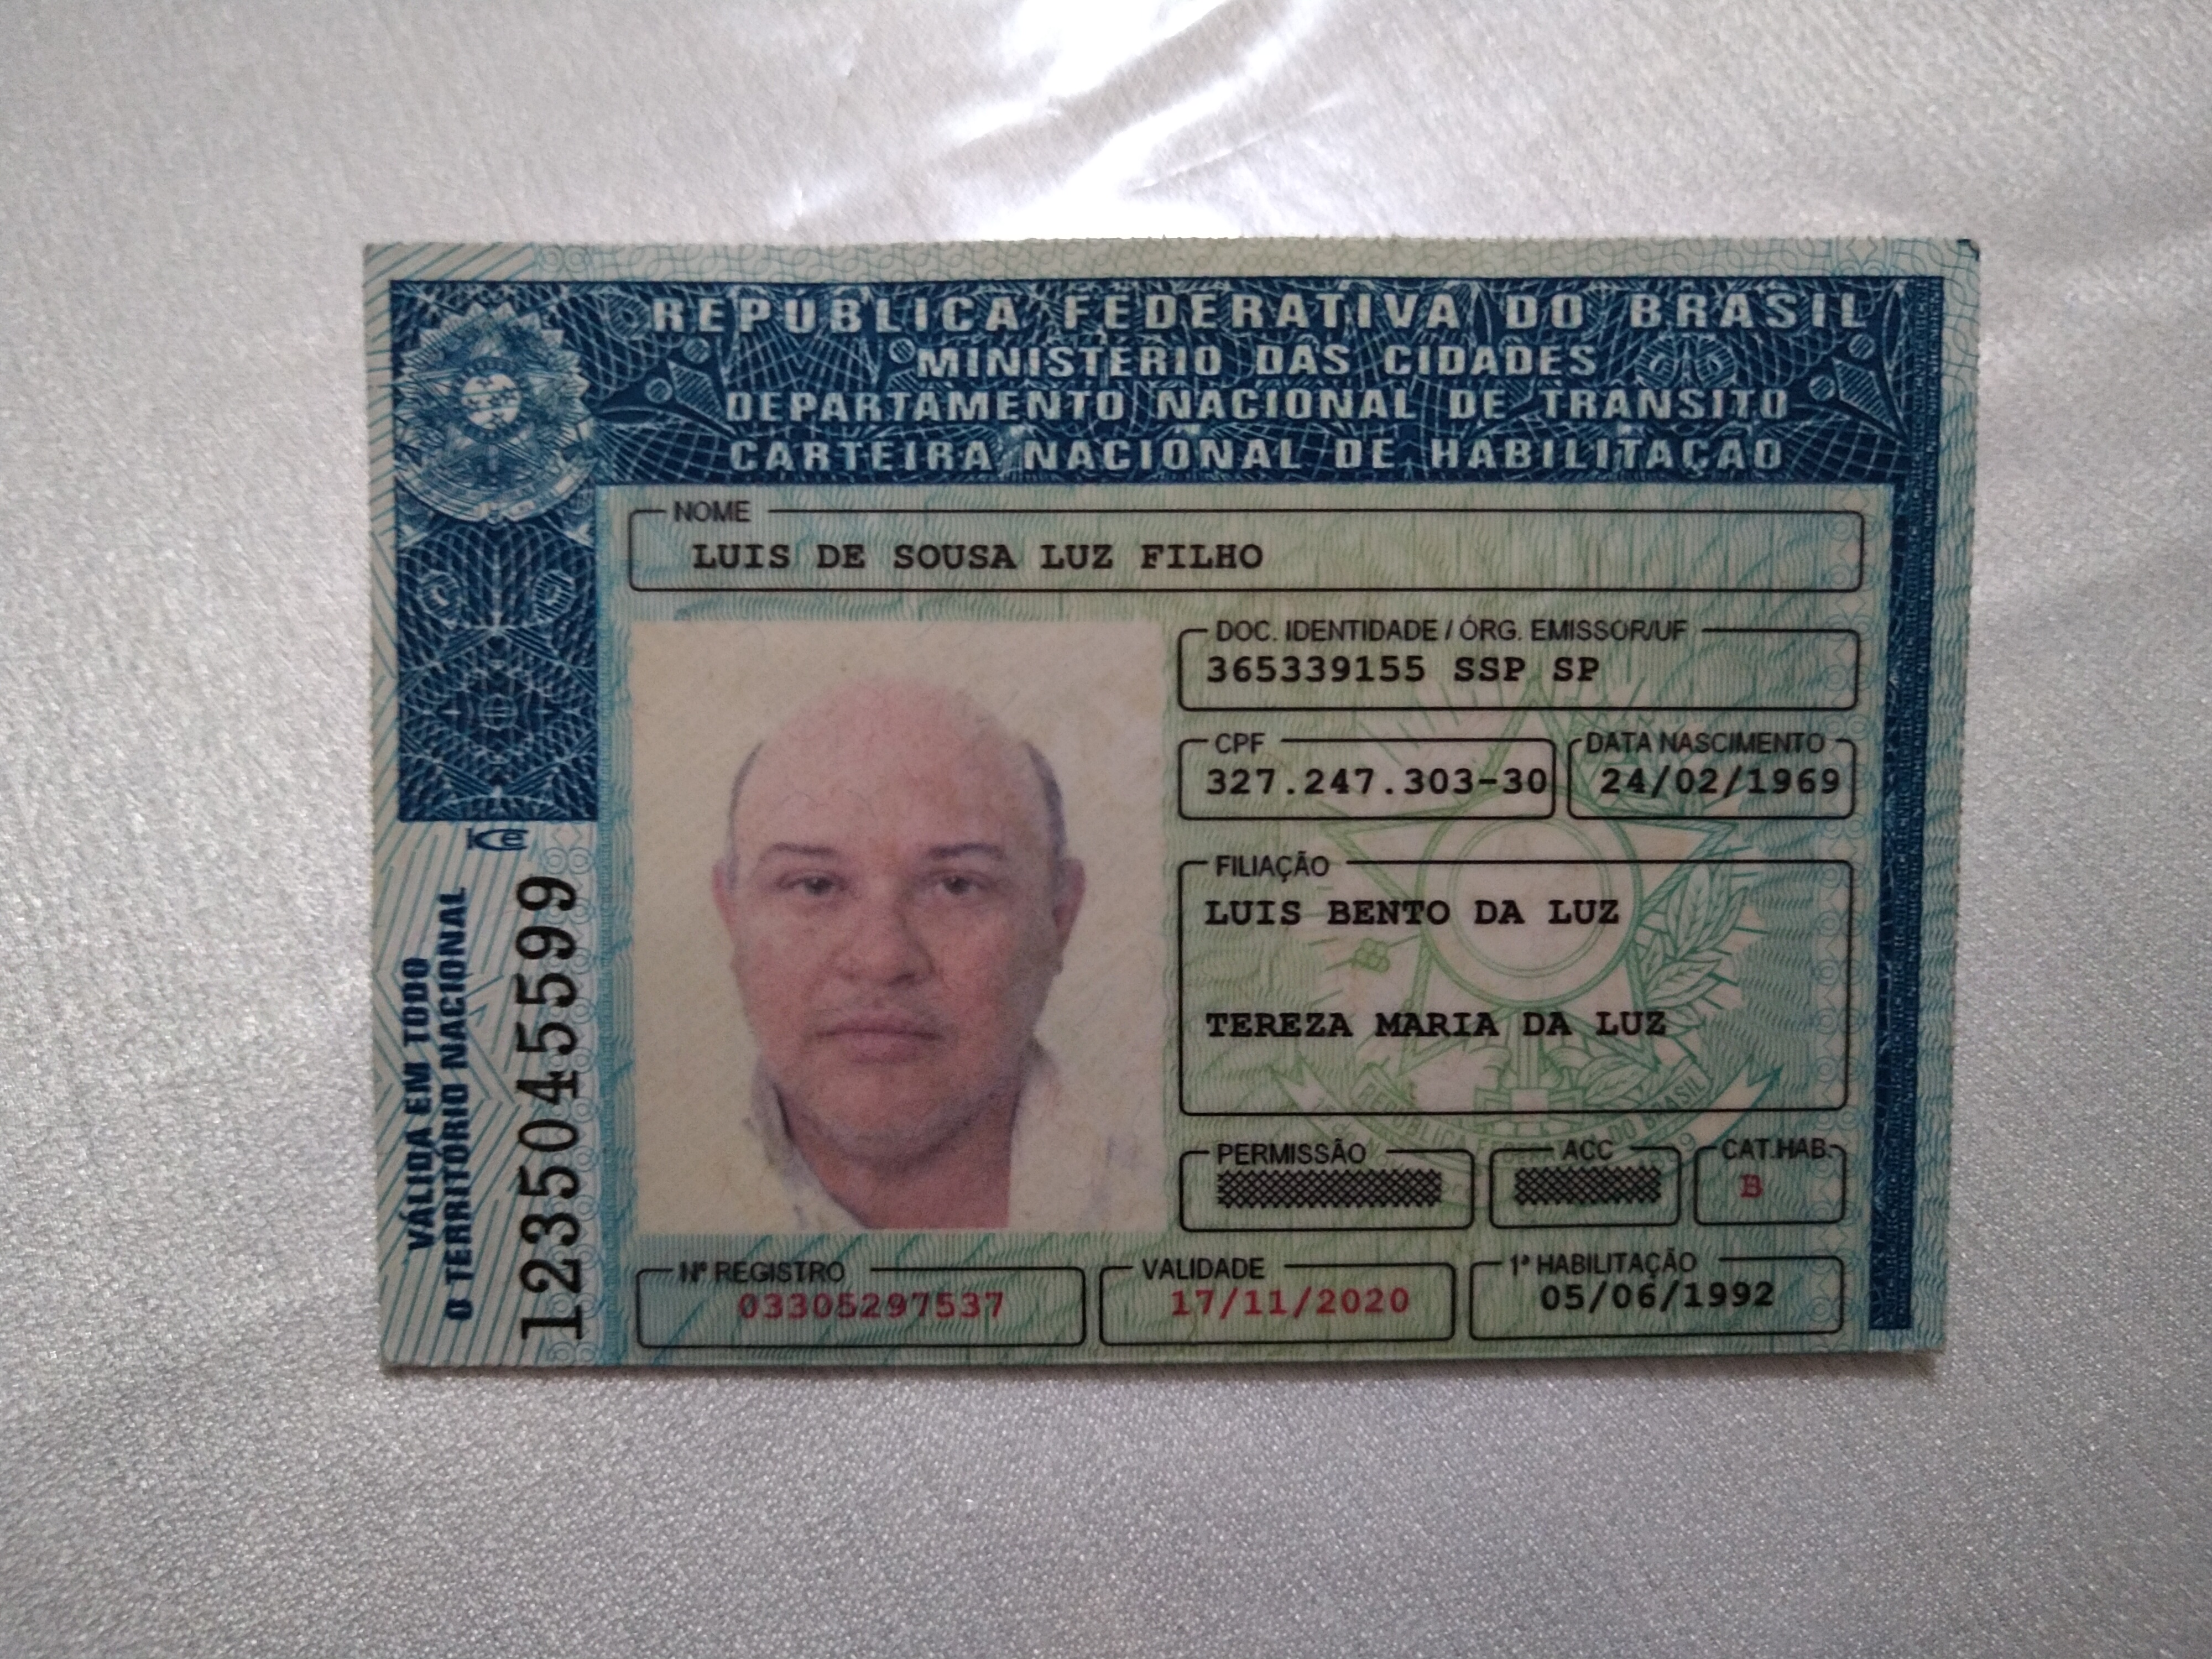 REPÚBLICA FEDERATIVA DO BRASIL
MINISTÉRIO DAS CIDADES
DEPARTAMENTO NACIONAL DE TRÂNSITO
CARTEIRA NACIONAL DE HABILITAÇÃO
NOME
LUIS DE SOUSA LUZ FILHO
DOC. IDENTIDADE / ÓRG. EMISSOR/UF
365339155 SSP SP
CPF
327.247.303-30
DATA NASCIMENTO
24/02/1969
FILIAÇÃO
LUIS BENTO DA LUZ
TEREZA MARIA DA LUZ
PERMISSÃO
ACC
CAT.HAB.
B
Nº REGISTRO
03305297537
VALIDADE
17/11/2020
1ª HABILITAÇÃO
05/06/1992
VÁLIDA EM TODO
O TERRITÓRIO NACIONAL
1235045599